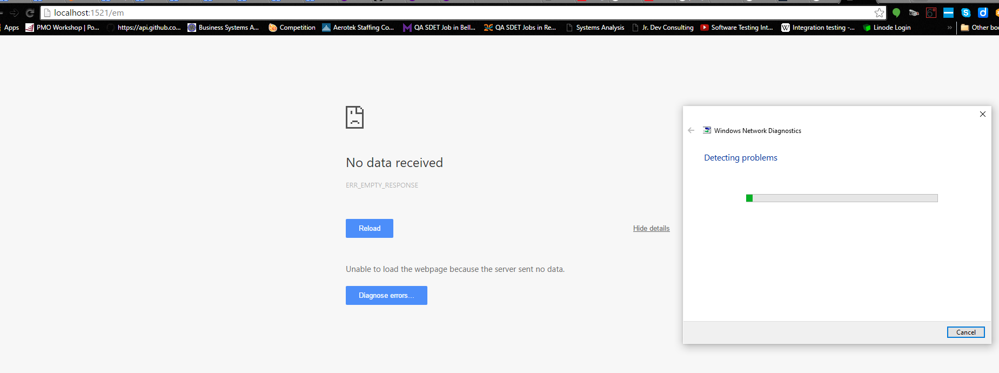 localhost:1521/em
Apps PMO Workshop | Po... https://api.github.co... Business Systems A... Competition Aerotek Staffing Co... QA SDET Job in Bell... QA SDET Jobs in Re... Systems Analysis Jr. Dev Consulting Software Testing Int... Integration testing -... Linode Login » Other boo
Windows Network Diagnostics
Detecting problems
No data received
ERR_EMPTY_RESPONSE
Reload
Hide details
Unable to load the webpage because the server sent no data.
Diagnose errors...
Cancel